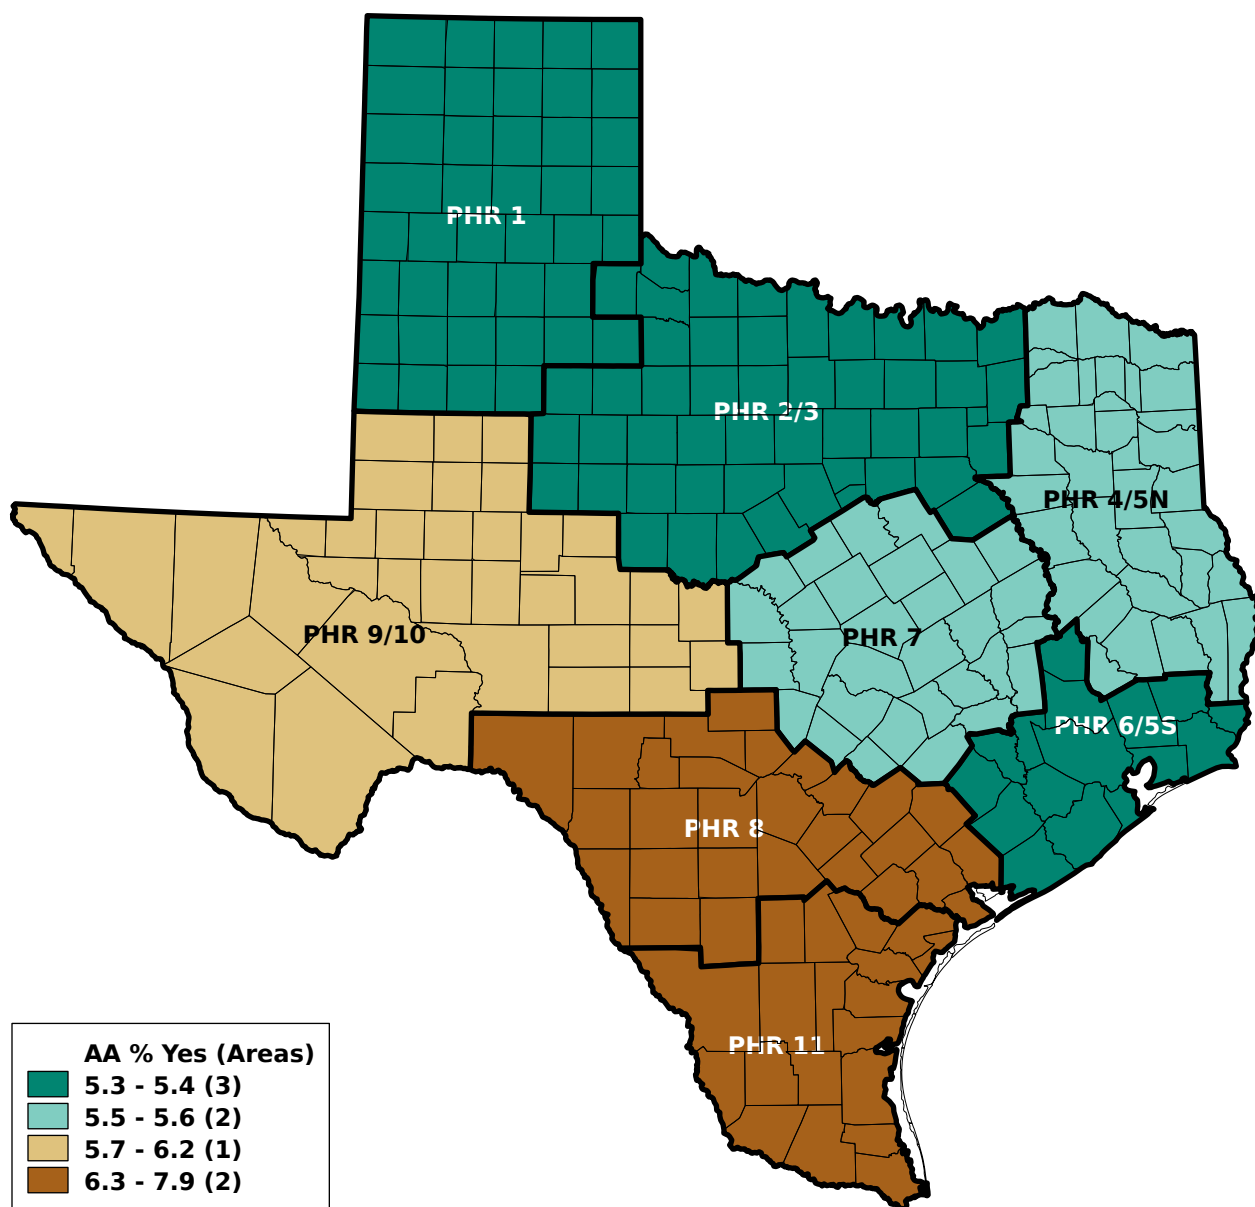 PHR 1
PHR 2/3
PHR 4/5N
PHR 9/10
PHR 7
PHR 6/5S
PHR 8
PHR 11
AA % Yes (Areas)
5.3 - 5.4 (3)
5.5 - 5.6 (2)
5.7 - 6.2 (1)
6.3 - 7.9 (2)